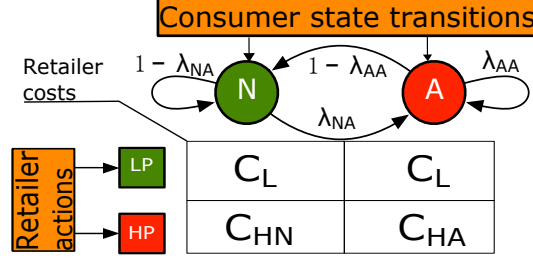 Consumer state transitions
Retailer
costs
1 − λNA
N
1 − λAA
A
λAA
λNA
Retailer
actions
LP
CL
CL
HP
CHN
CHA